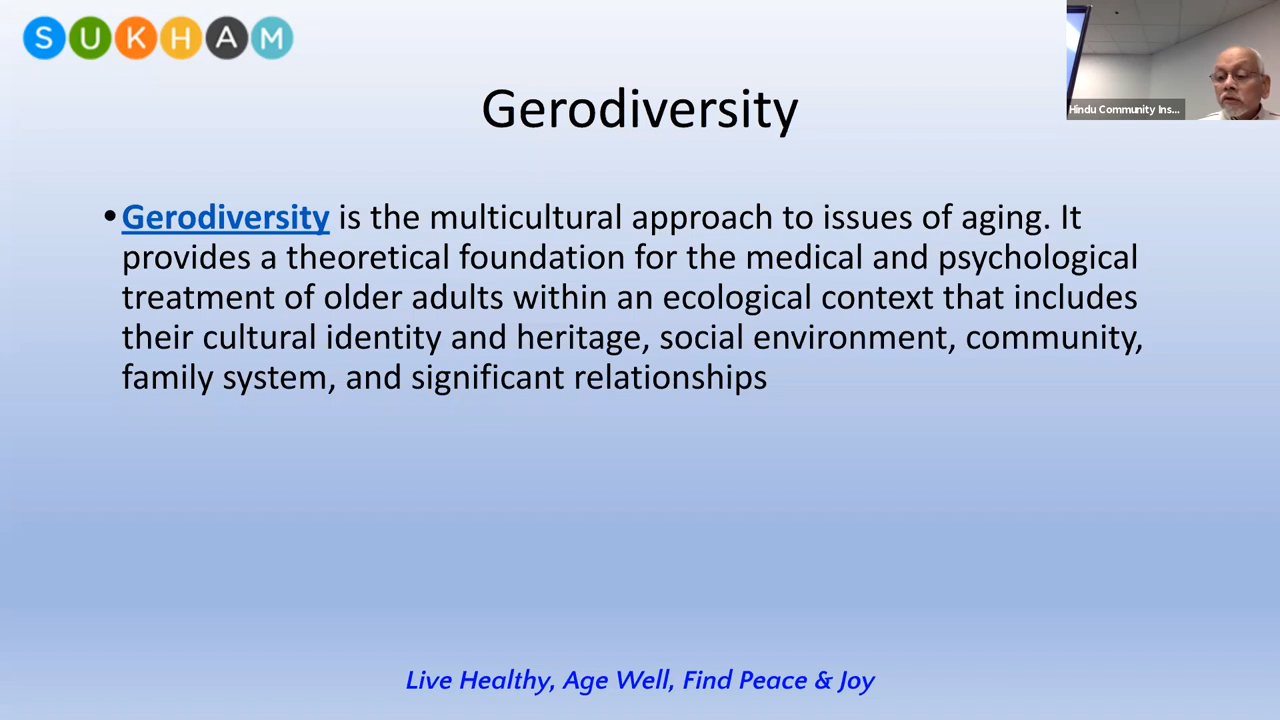 SUKHAM
Hindu Community Ins...
Gerodiversity
•Gerodiversity is the multicultural approach to issues of aging. It
provides a theoretical foundation for the medical and psychological
treatment of older adults within an ecological context that includes
their cultural identity and heritage, social environment, community,
family system, and significant relationships
Live Healthy, Age Well, Find Peace & Joy